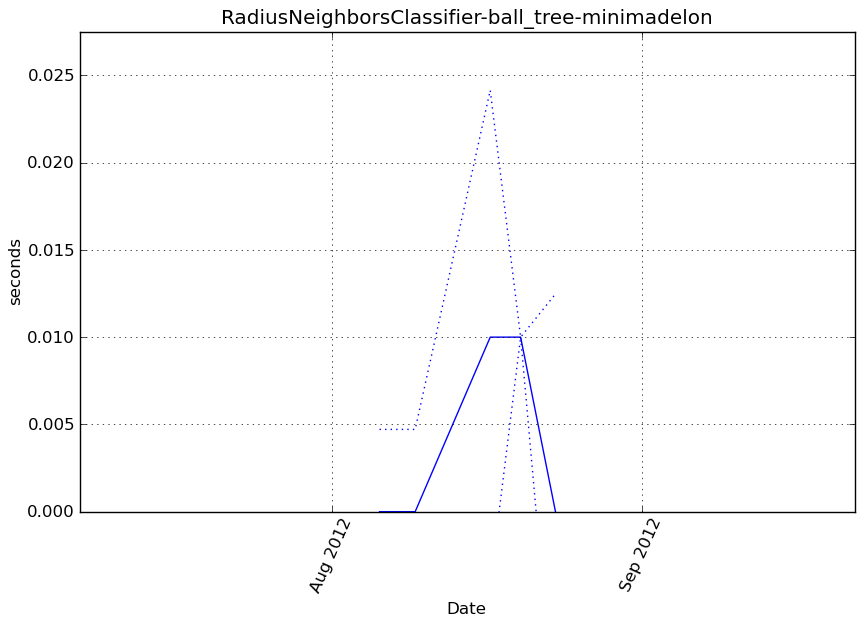 RadiusNeighborsClassifier-ball_tree-minimadelon
0.025
0.020
0.015
0.010
0.005
0.000
seconds
Aug 2012
Sep 2012
Date